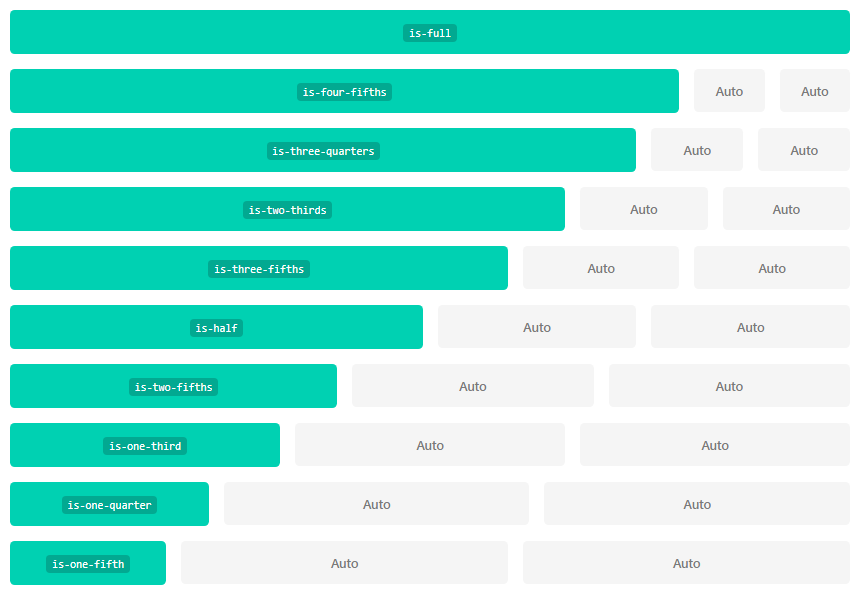 is-full
is-four-fifths Auto Auto
is-three-quarters Auto Auto
is-two-thirds Auto Auto
is-three-fifths Auto Auto
is-half Auto Auto
is-two-fifths Auto Auto
is-one-third Auto Auto
is-one-quarter Auto Auto
is-one-fifth Auto Auto